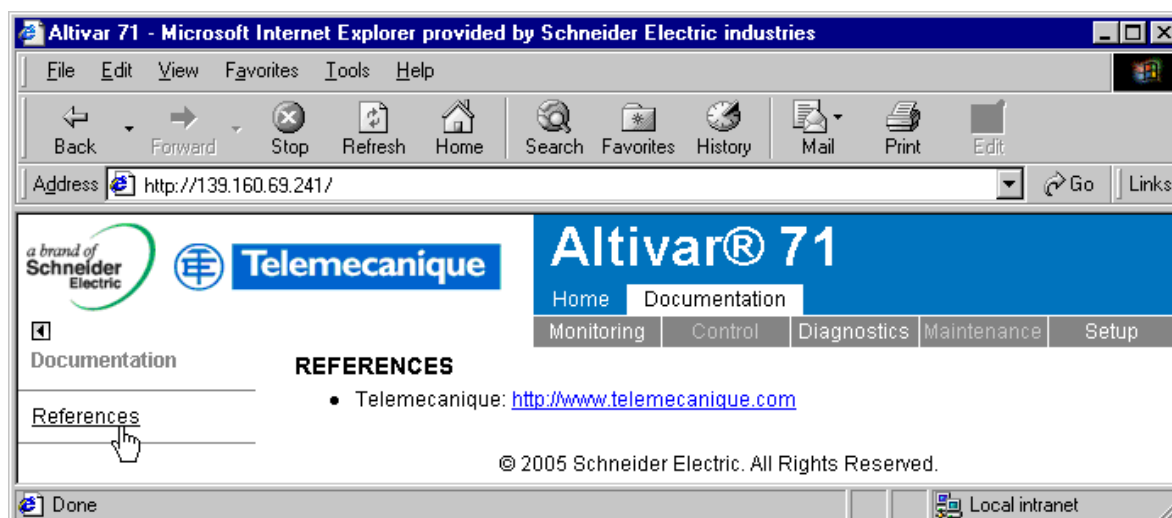 Altivar 71 - Microsoft Internet Explorer provided by Schneider Electric industries
File Edit View Favorites Tools Help
Back Forward Stop Refresh Home Search Favorites History Mail Print Edit
Address http://139.160.69.241/ Go Links
a brand of
Schneider
Electric
Telemecanique
Altivar® 71
Home Documentation
Monitoring Control Diagnostics Maintenance Setup
Documentation
References
REFERENCES
• Telemecanique: http://www.telemecanique.com
© 2005 Schneider Electric. All Rights Reserved.
Done Local intranet